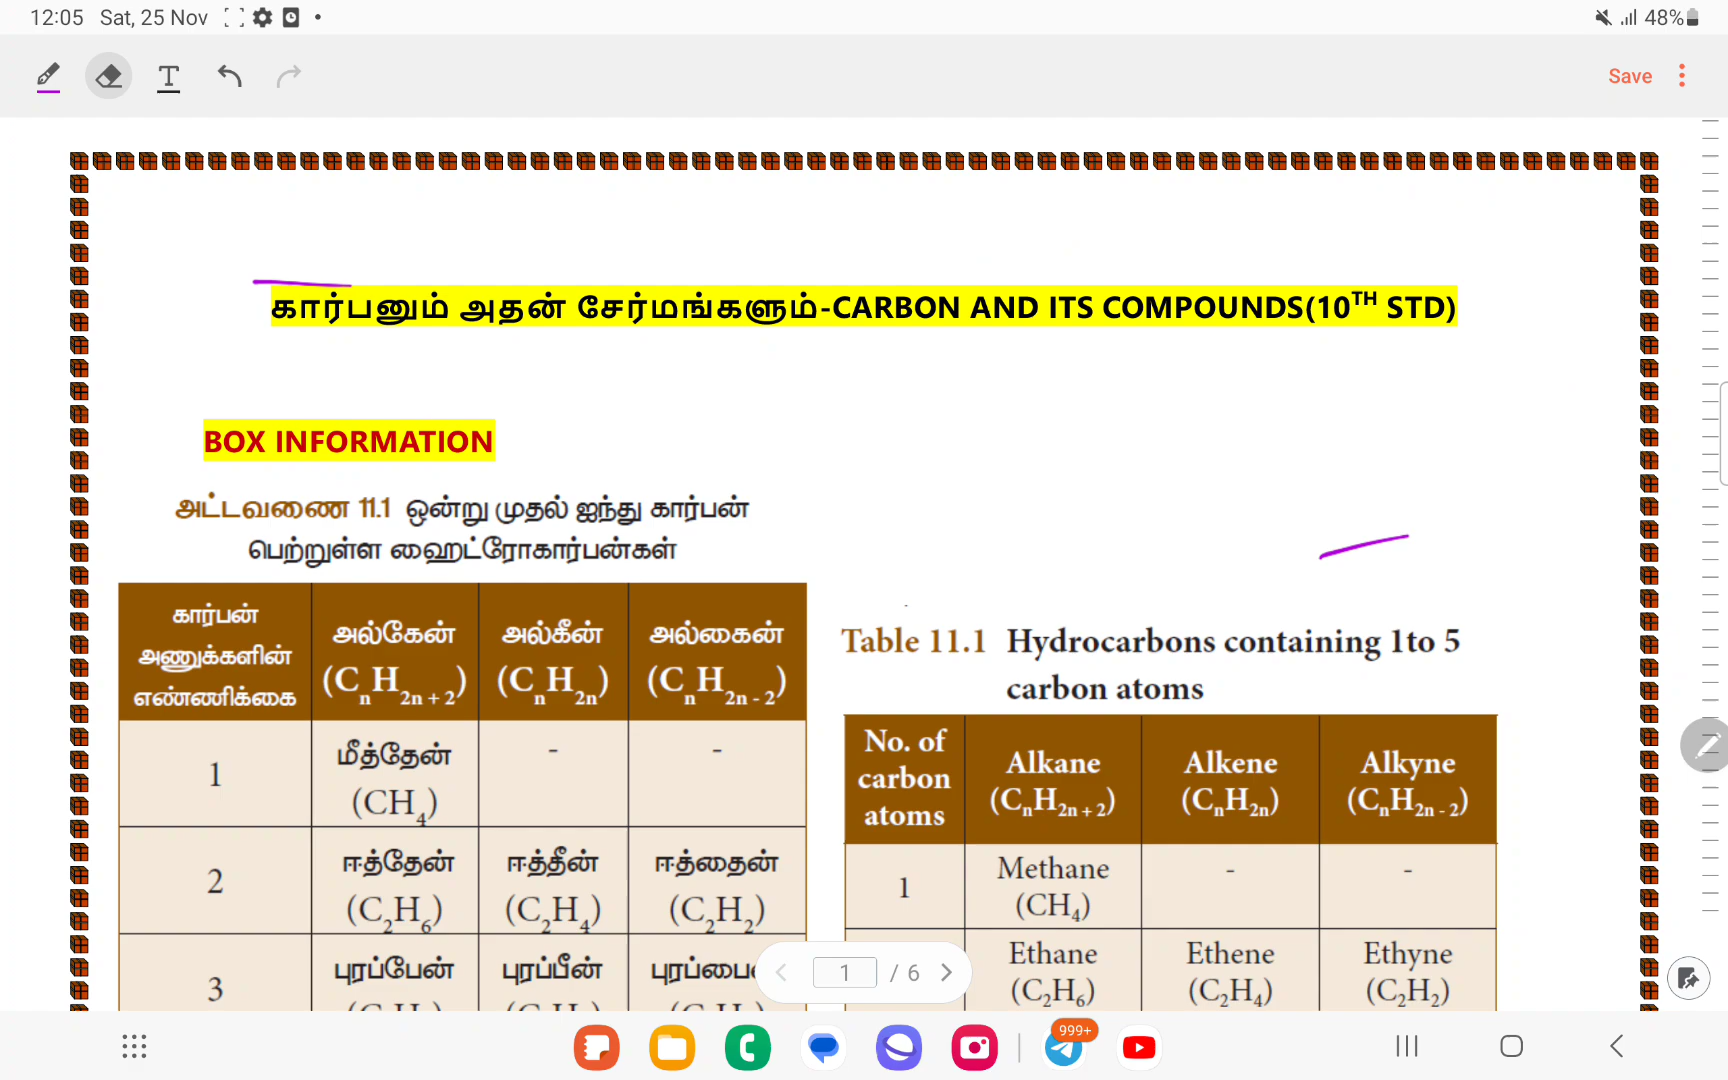 12:05 Sat, 25 Nov
48%
Save
கார்பனும் அதன் சேர்மங்களும்-CARBON AND ITS COMPOUNDS(10TH STD)
BOX INFORMATION
அட்டவணை 11.1 ஒன்று முதல் ஐந்து கார்பன்
பெற்றுள்ள ஹைட்ரோகார்பன்கள்
கார்பன் அணுக்களின் எண்ணிக்கை அல்கேன் (CnH2n + 2) அல்கீன் (CnH2n) அல்கைன் (CnH2n - 2)
1 மீத்தேன் (CH4) - -
2 ஈத்தேன் (C2H6) ஈத்தீன் (C2H4) ஈத்தைன் (C2H2)
3 புரப்பேன் புரப்பீன்
Table 11.1 Hydrocarbons containing 1to 5
carbon atoms
No. of carbon atoms Alkane (CnH2n + 2) Alkene (CnH2n) Alkyne (CnH2n - 2)
1 Methane (CH4) - -
Ethane (C2H6) Ethene (C2H4) Ethyne (C2H2)
1 / 6
999+